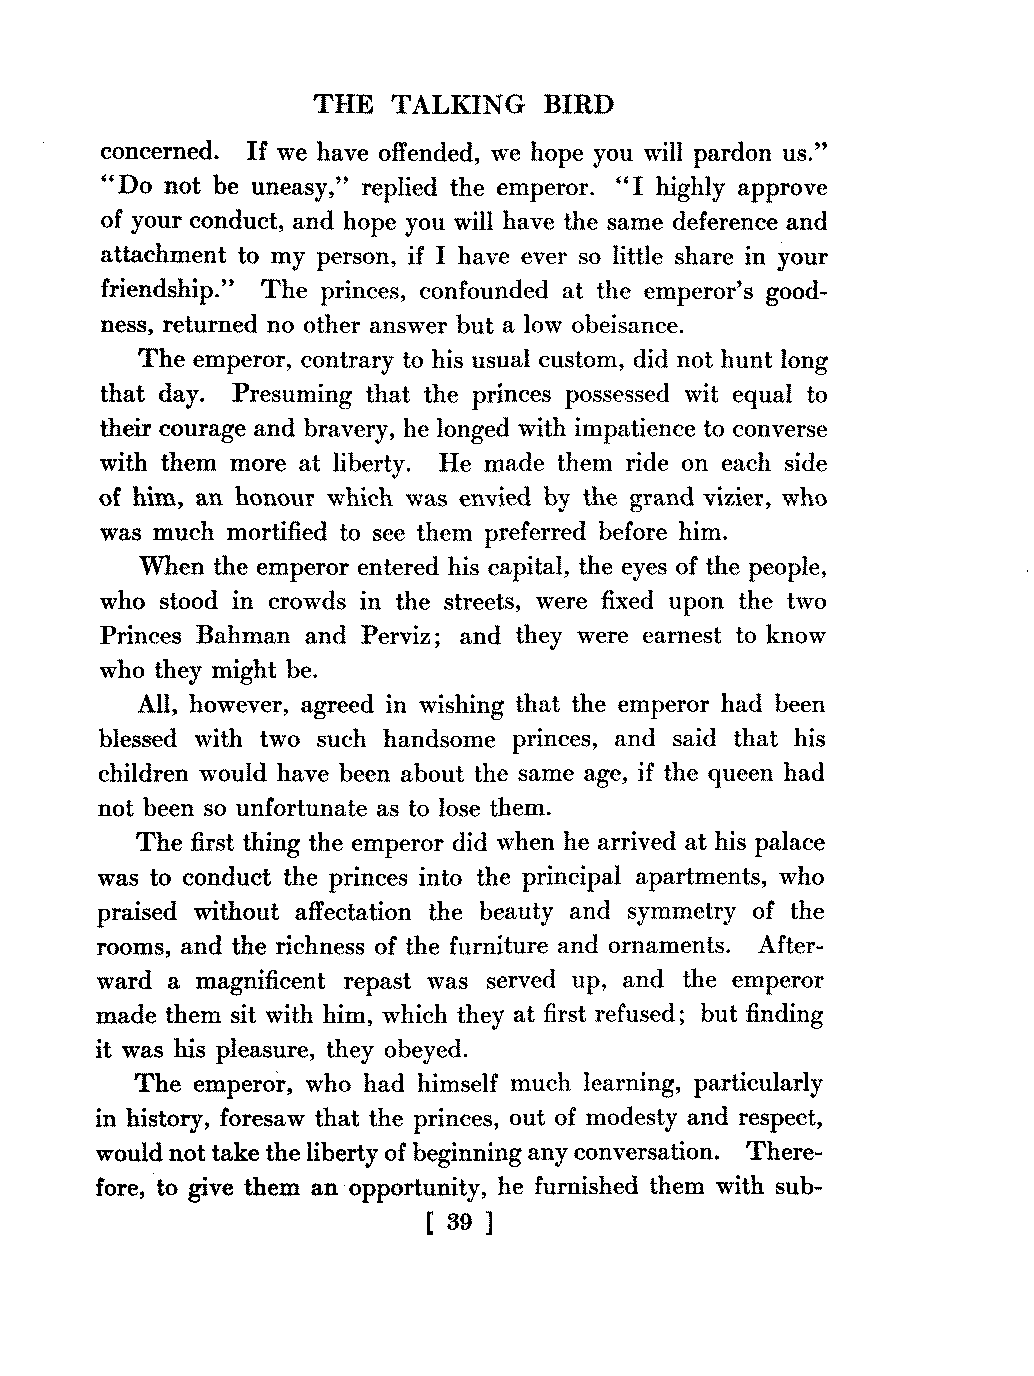 THE TALKING BIRD
concerned. If we have offended, we hope you will pardon us.”
“Do not be uneasy,” replied the emperor. “I highly approve
of your conduct, and hope you will have the same deference and
attachment to my person, if I have ever so little share in your
friendship.” The princes, confounded at the emperor’s good-
ness, returned no other answer but a low obeisance.
The emperor, contrary to his usual custom, did not hunt long
that day. Presuming that the princes possessed wit equal to
their courage and bravery, he longed with impatience to converse
with them more at liberty. He made them ride on each side
of him, an honour which was envied by the grand vizier, who
was much mortified to see them preferred before him.
When the emperor entered his capital, the eyes of the people,
who stood in crowds in the streets, were fixed upon the two
Princes Bahman and Perviz; and they were earnest to know
who they might be.
All, however, agreed in wishing that the emperor had been
blessed with two such handsome princes, and said that his
children would have been about the same age, if the queen had
not been so unfortunate as to lose them.
The first thing the emperor did when he arrived at his palace
was to conduct the princes into the principal apartments, who
praised without affectation the beauty and symmetry of the
rooms, and the richness of the furniture and ornaments. After-
ward a magnificent repast was served up, and the emperor
made them sit with him, which they at first refused; but finding
it was his pleasure, they obeyed.
The emperor, who had himself much learning, particularly
in history, foresaw that the princes, out of modesty and respect,
would not take the liberty of beginning any conversation. There-
fore, to give them an opportunity, he furnished them with sub-
[ 39 ]